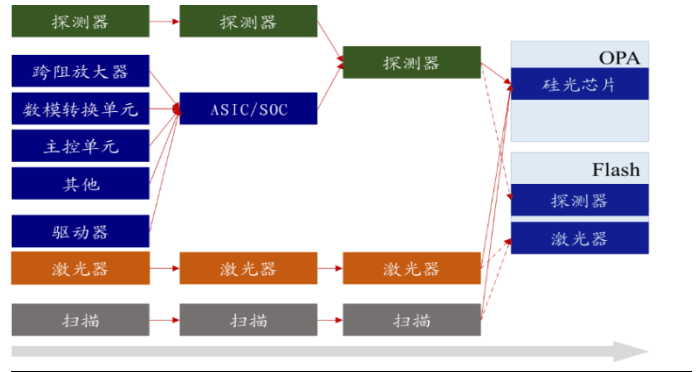 探测器
跨阻放大器
数模转换单元
主控单元
其他
驱动器
激光器
扫描
探测器
ASIC/SOC
激光器
扫描
探测器
激光器
扫描
OPA
硅光芯片
Flash
探测器
激光器